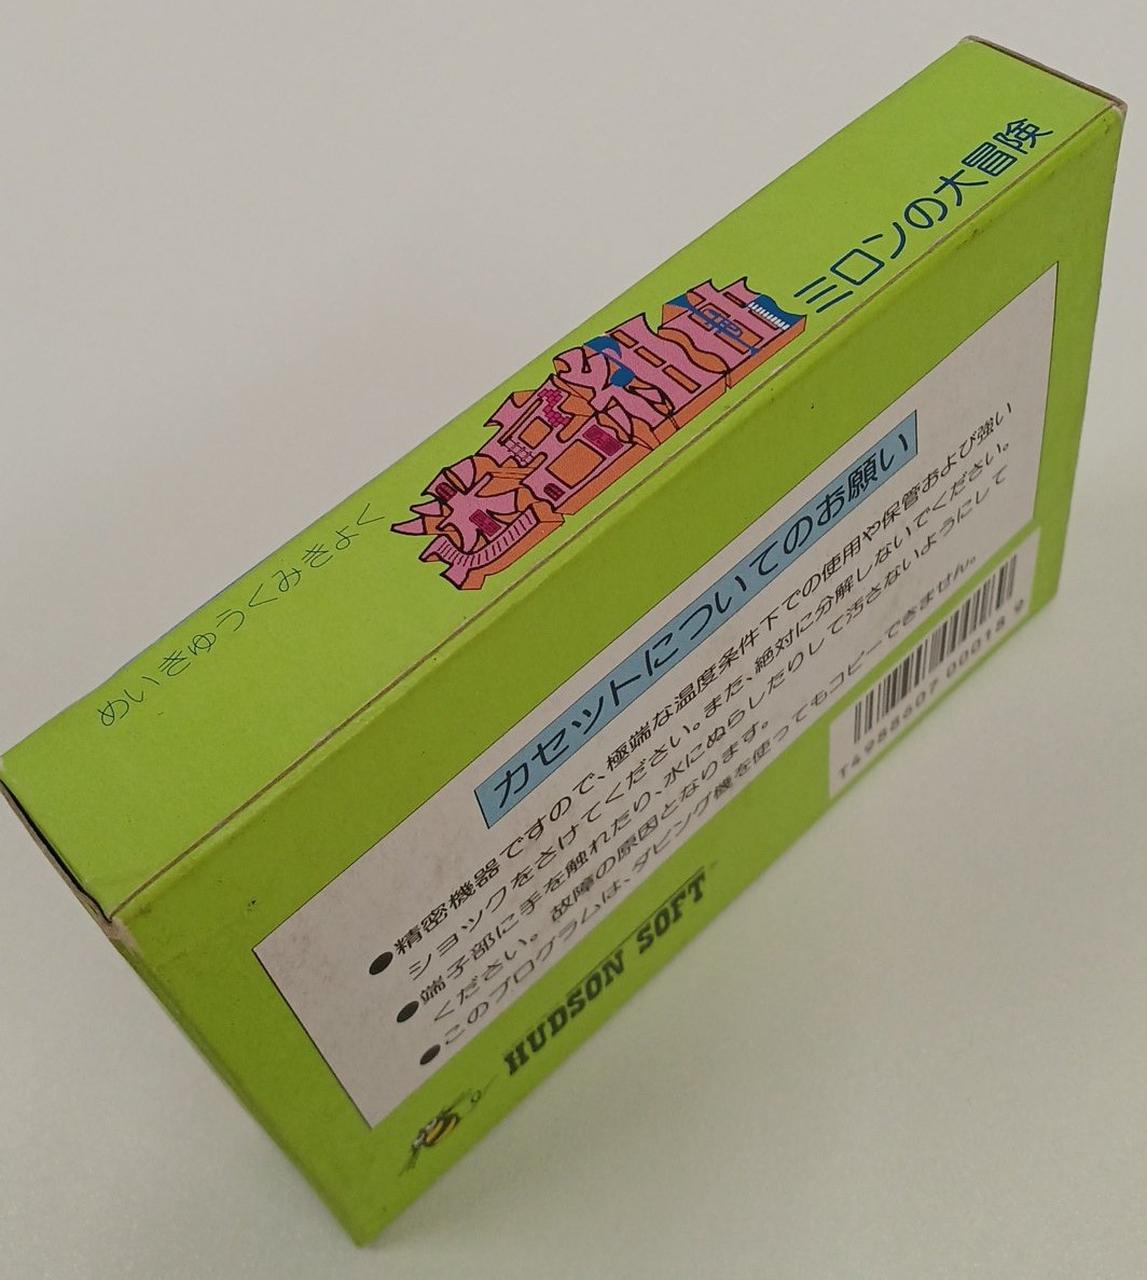 めいきゅうくみきょく
迷宮組曲
ミロンの大冒険
カセットについてのお願い
●精密機器ですので、極端な温度条件下での使用や保管および強い
ショックをさけてください。また、絶対に分解しないでください。
●端子部に手を触れたり、水にぬらしたりして汚さないようにして
ください。故障の原因となります。
●このプログラムは、ダビング機を使ってもコピーできません。
T4988607 00018 9
HUDSON SOFT